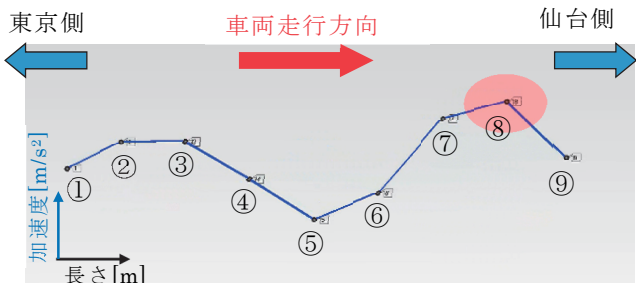 東京側
車両走行方向
仙台側
①
②
③
④
⑤
⑥
⑦
⑧
⑨
加速度[m/s²]
長さ[m]